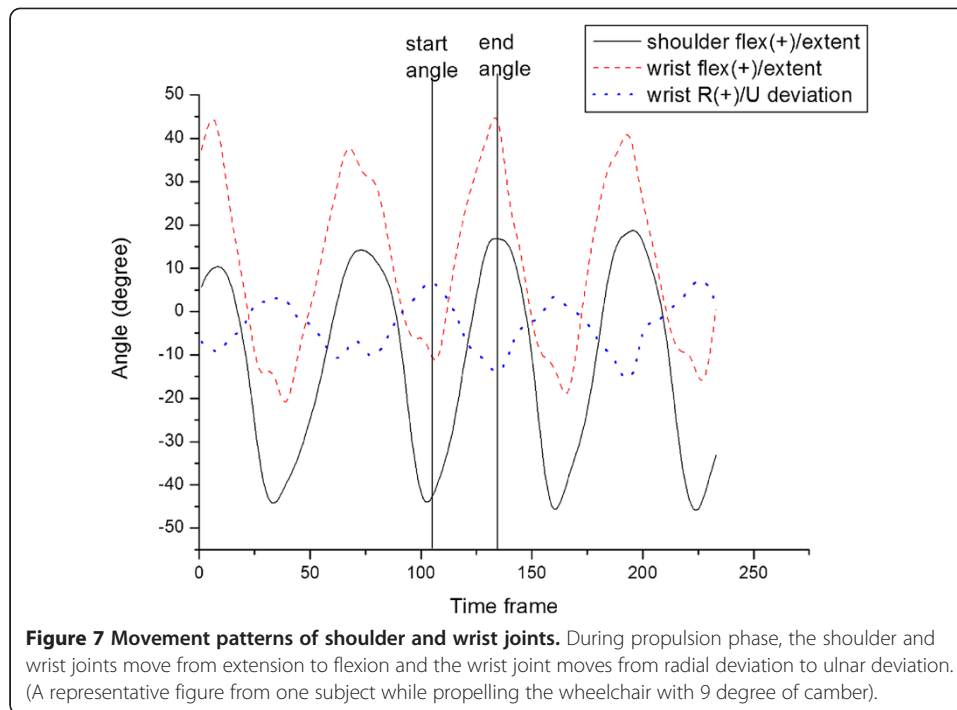 start
angle
end
angle
shoulder flex(+)/extent
wrist flex(+)/extent
wrist R(+)/U deviation
50
40
30
20
10
0
-10
-20
-30
-40
-50
Angle (degree)
0
50
100
150
200
250
Time frame
Figure 7 Movement patterns of shoulder and wrist joints. During propulsion phase, the shoulder and
wrist joints move from extension to flexion and the wrist joint moves from radial deviation to ulnar deviation.
(A representative figure from one subject while propelling the wheelchair with 9 degree of camber).